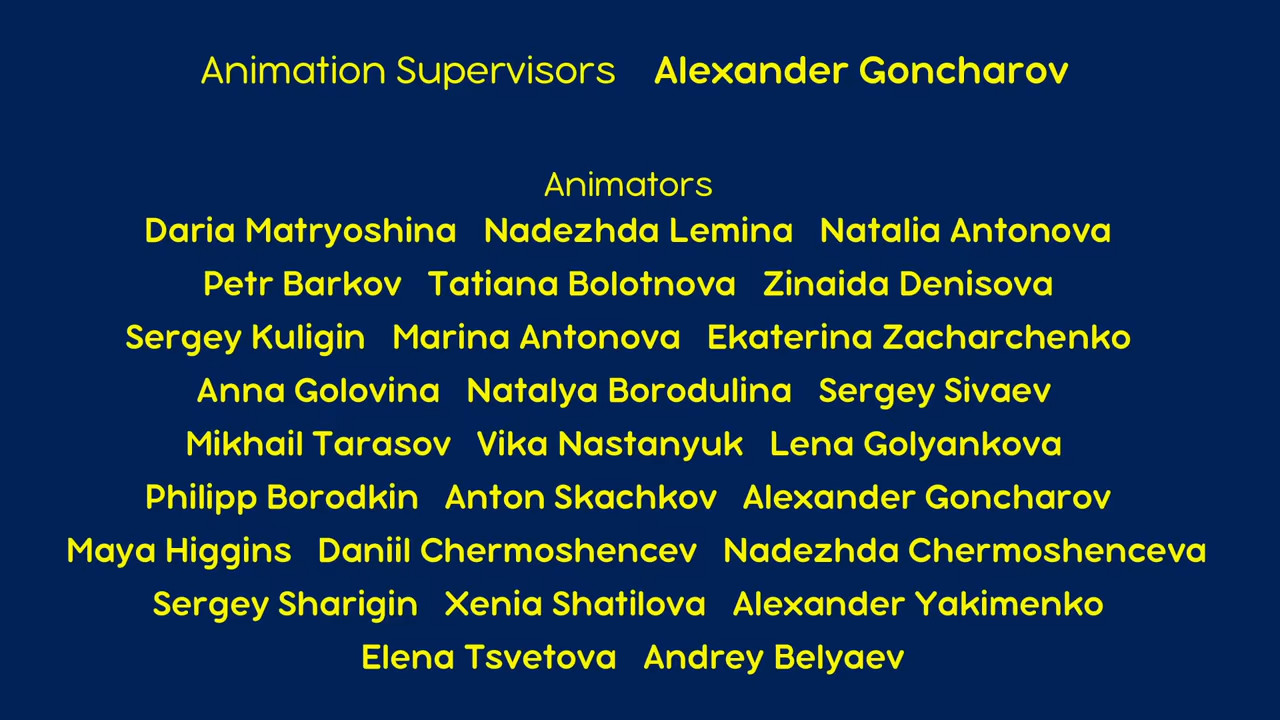 Animation Supervisors Alexander Goncharov
Animators
Daria Matryoshina Nadezhda Lemina Natalia Antonova
Petr Barkov Tatiana Bolotnova Zinaida Denisova
Sergey Kuligin Marina Antonova Ekaterina Zacharchenko
Anna Golovina Natalya Borodulina Sergey Sivaev
Mikhail Tarasov Vika Nastanyuk Lena Golyankova
Philipp Borodkin Anton Skachkov Alexander Goncharov
Maya Higgins Daniil Chermoshencev Nadezhda Chermoshenceva
Sergey Sharigin Xenia Shatilova Alexander Yakimenko
Elena Tsvetova Andrey Belyaev